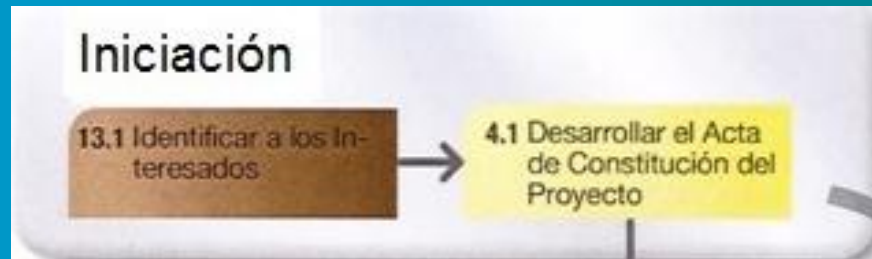 Iniciación
13.1 Identificar a los In-
teresados
4.1 Desarrollar el Acta
de Constitución del
Proyecto